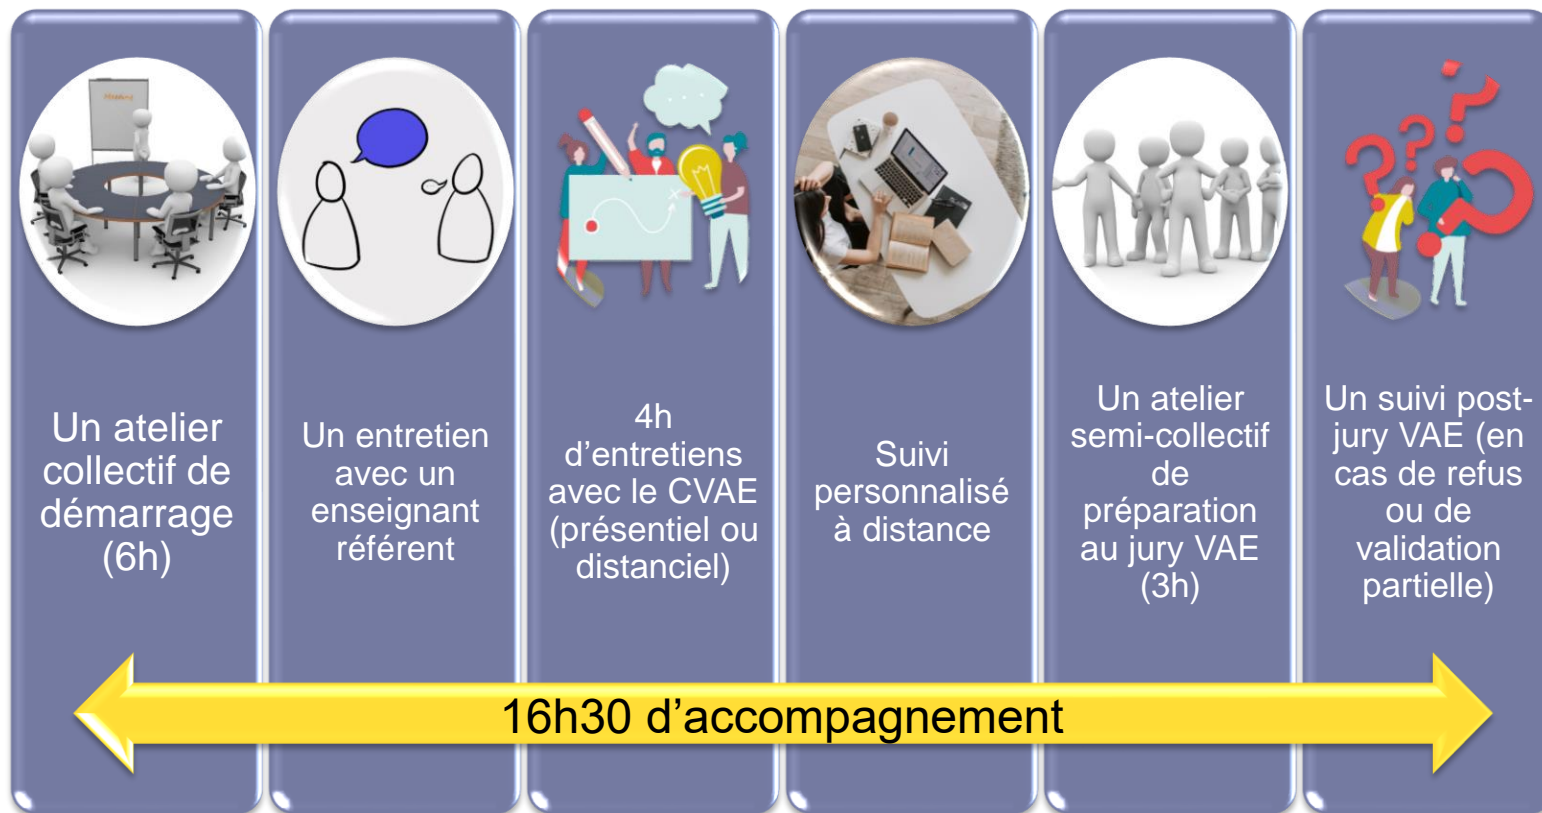 Meeting
Un atelier
collectif de
démarrage
(6h)
Un entretien
avec un
enseignant
référent
4h
d’entretiens
avec le CVAE
(présentiel ou
distanciel)
Suivi
personnalisé
à distance
Un atelier
semi-collectif
de
préparation
au jury VAE
(3h)
Un suivi post-
jury VAE (en
cas de refus
ou de
validation
partielle)
16h30 d’accompagnement